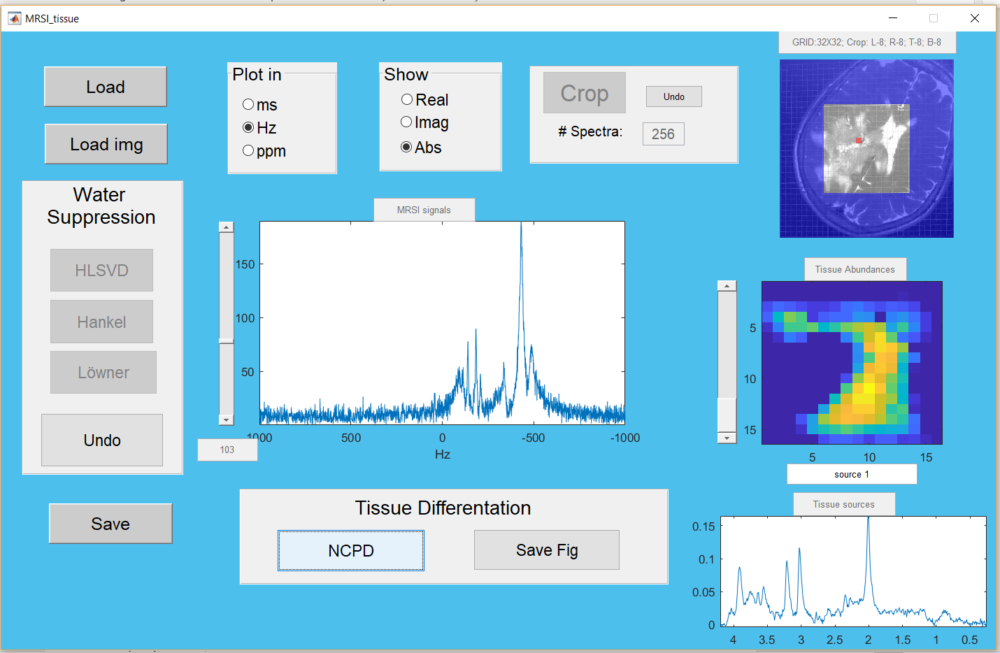 MRSI_tissue
GRID:32X32; Crop: L-8; R-8; T-8; B-8
Load
Load img
Plot in
ms
Hz
ppm
Show
Real
Imag
Abs
Crop
Undo
# Spectra:
256
Water
Suppression
HLSVD
Hankel
Löwner
Undo
Save
MRSI signals
150
100
50
1000
500
0
-500
-1000
Hz
103
Tissue Abundances
5
10
15
5
10
15
source 1
Tissue Differentation
NCPD
Save Fig
Tissue sources
0.15
0.1
0.05
0
4
3.5
3
2.5
2
1.5
1
0.5